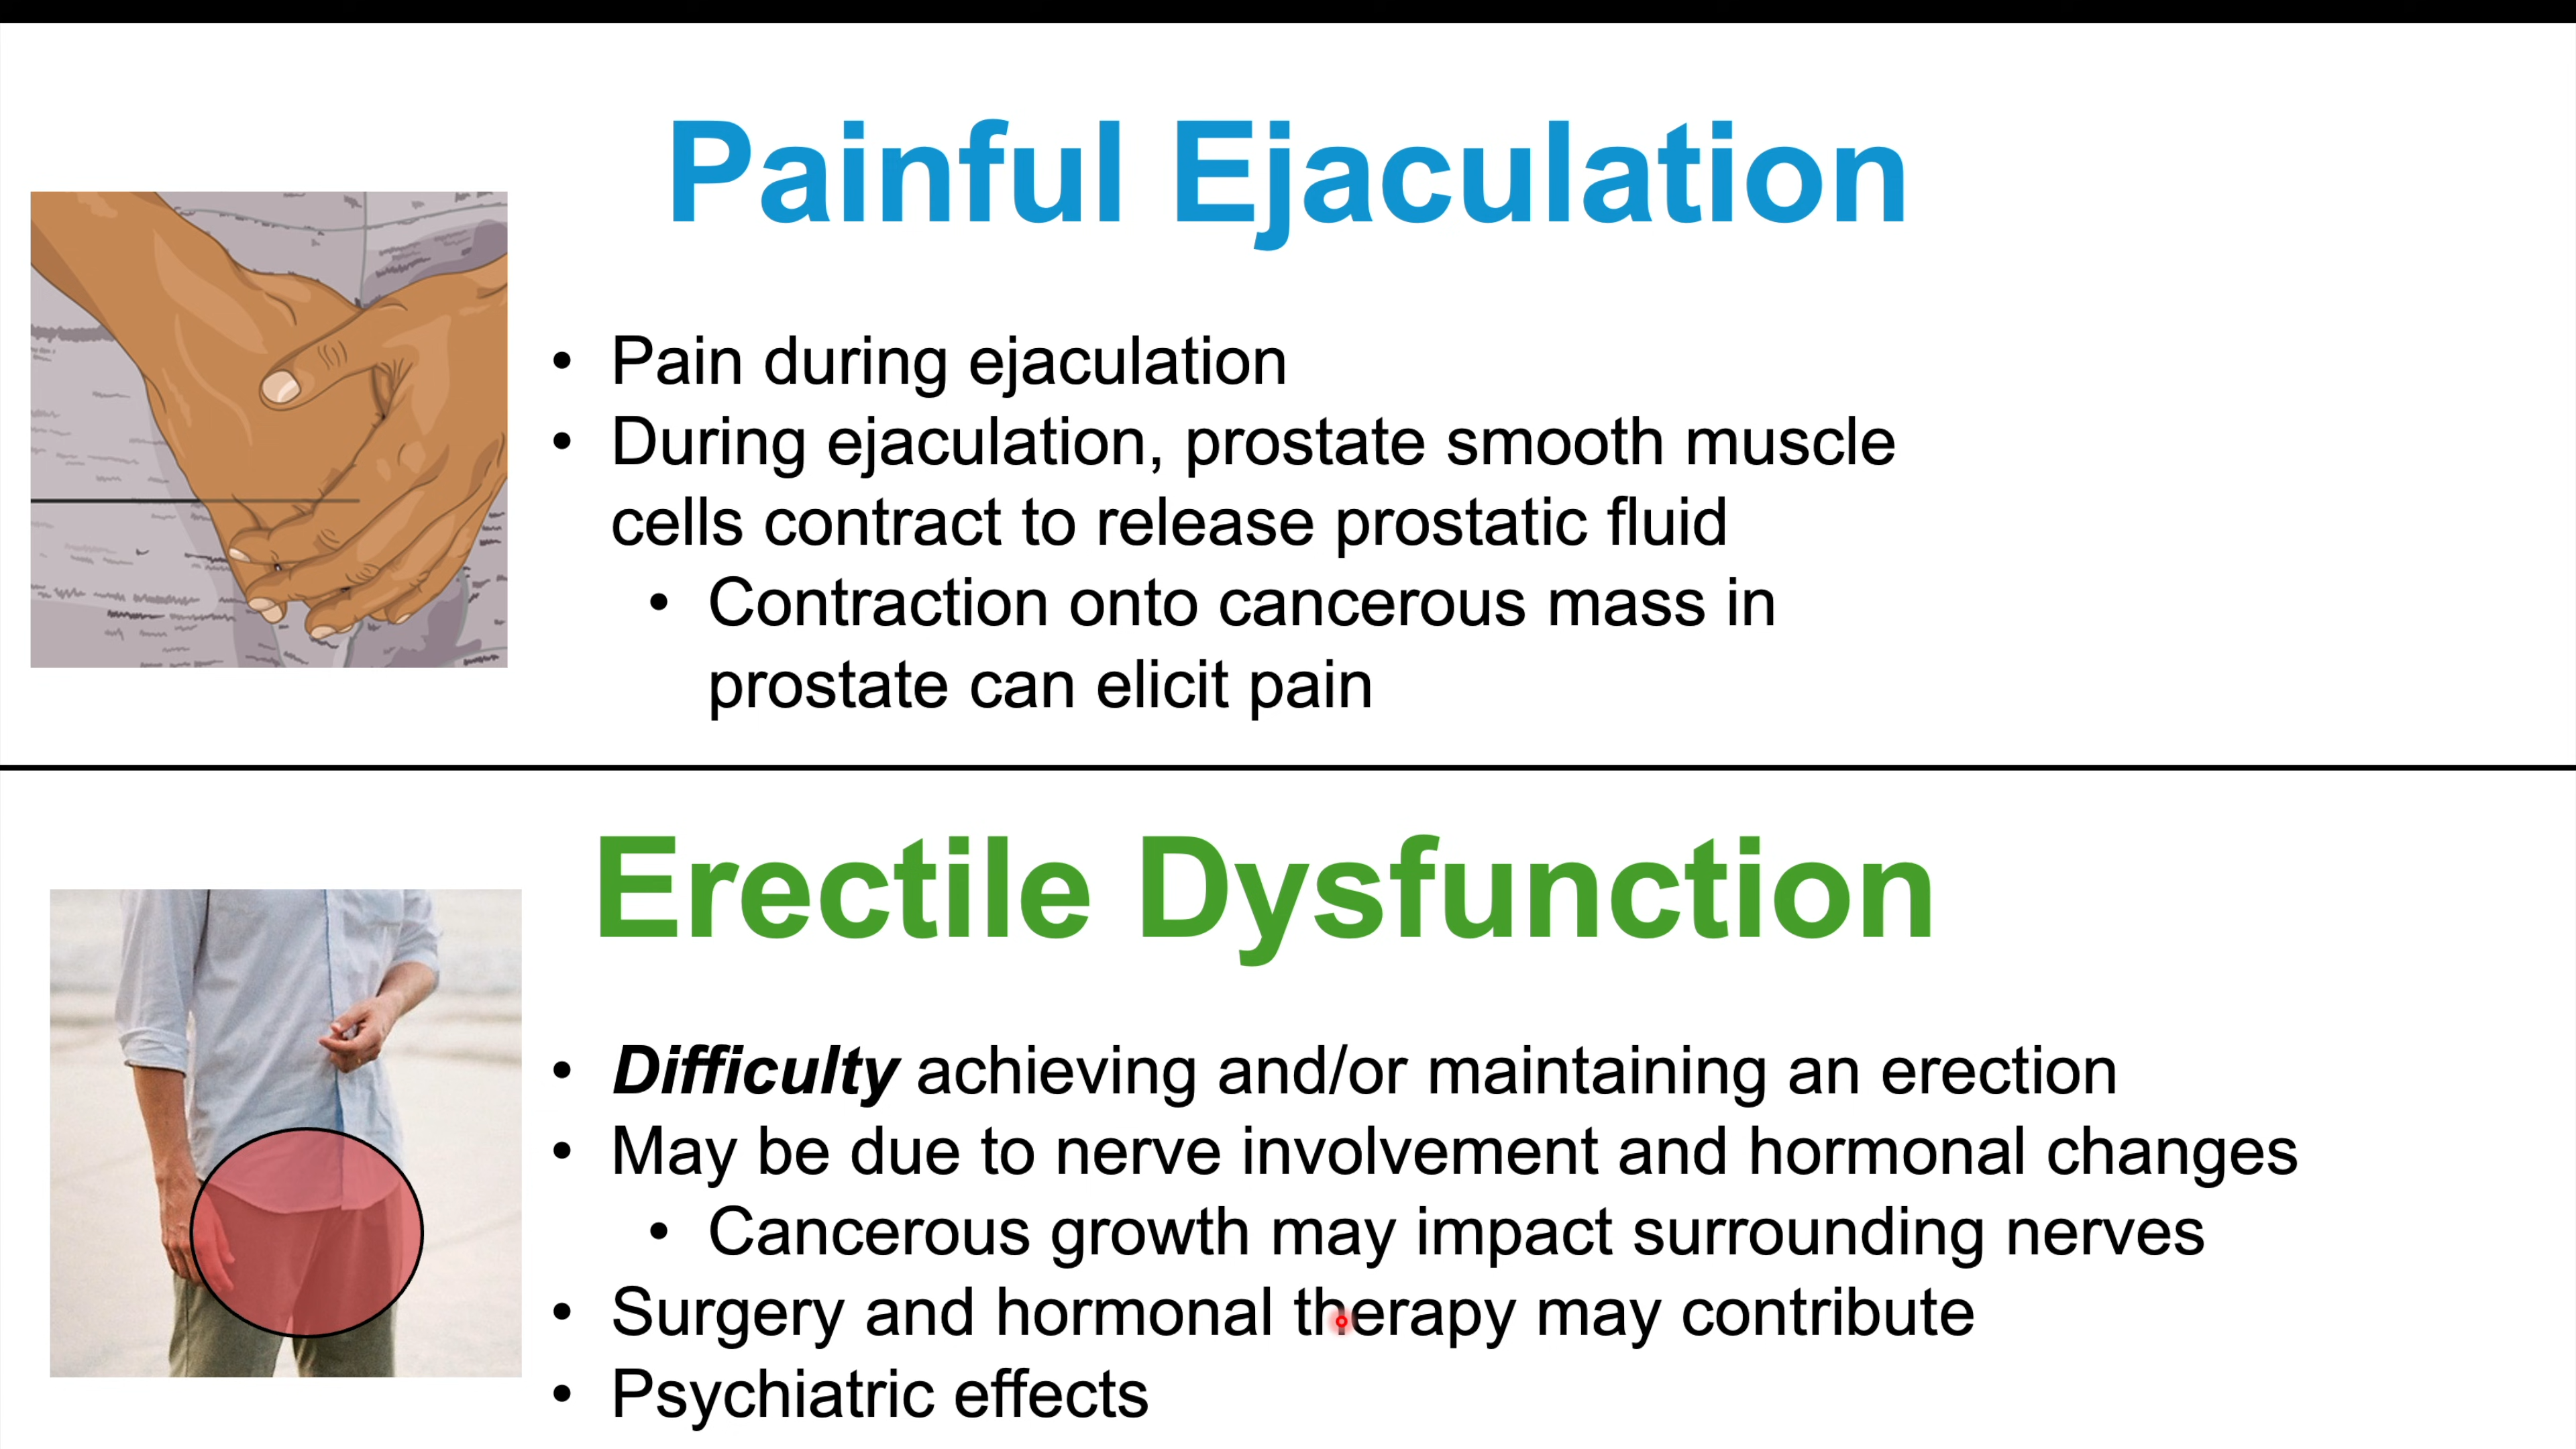 Painful Ejaculation
• Pain during ejaculation
• During ejaculation, prostate smooth muscle
cells contract to release prostatic fluid
• Contraction onto cancerous mass in
prostate can elicit pain
Erectile Dysfunction
• Difficulty achieving and/or maintaining an erection
• May be due to nerve involvement and hormonal changes
• Cancerous growth may impact surrounding nerves
• Surgery and hormonal therapy may contribute
• Psychiatric effects